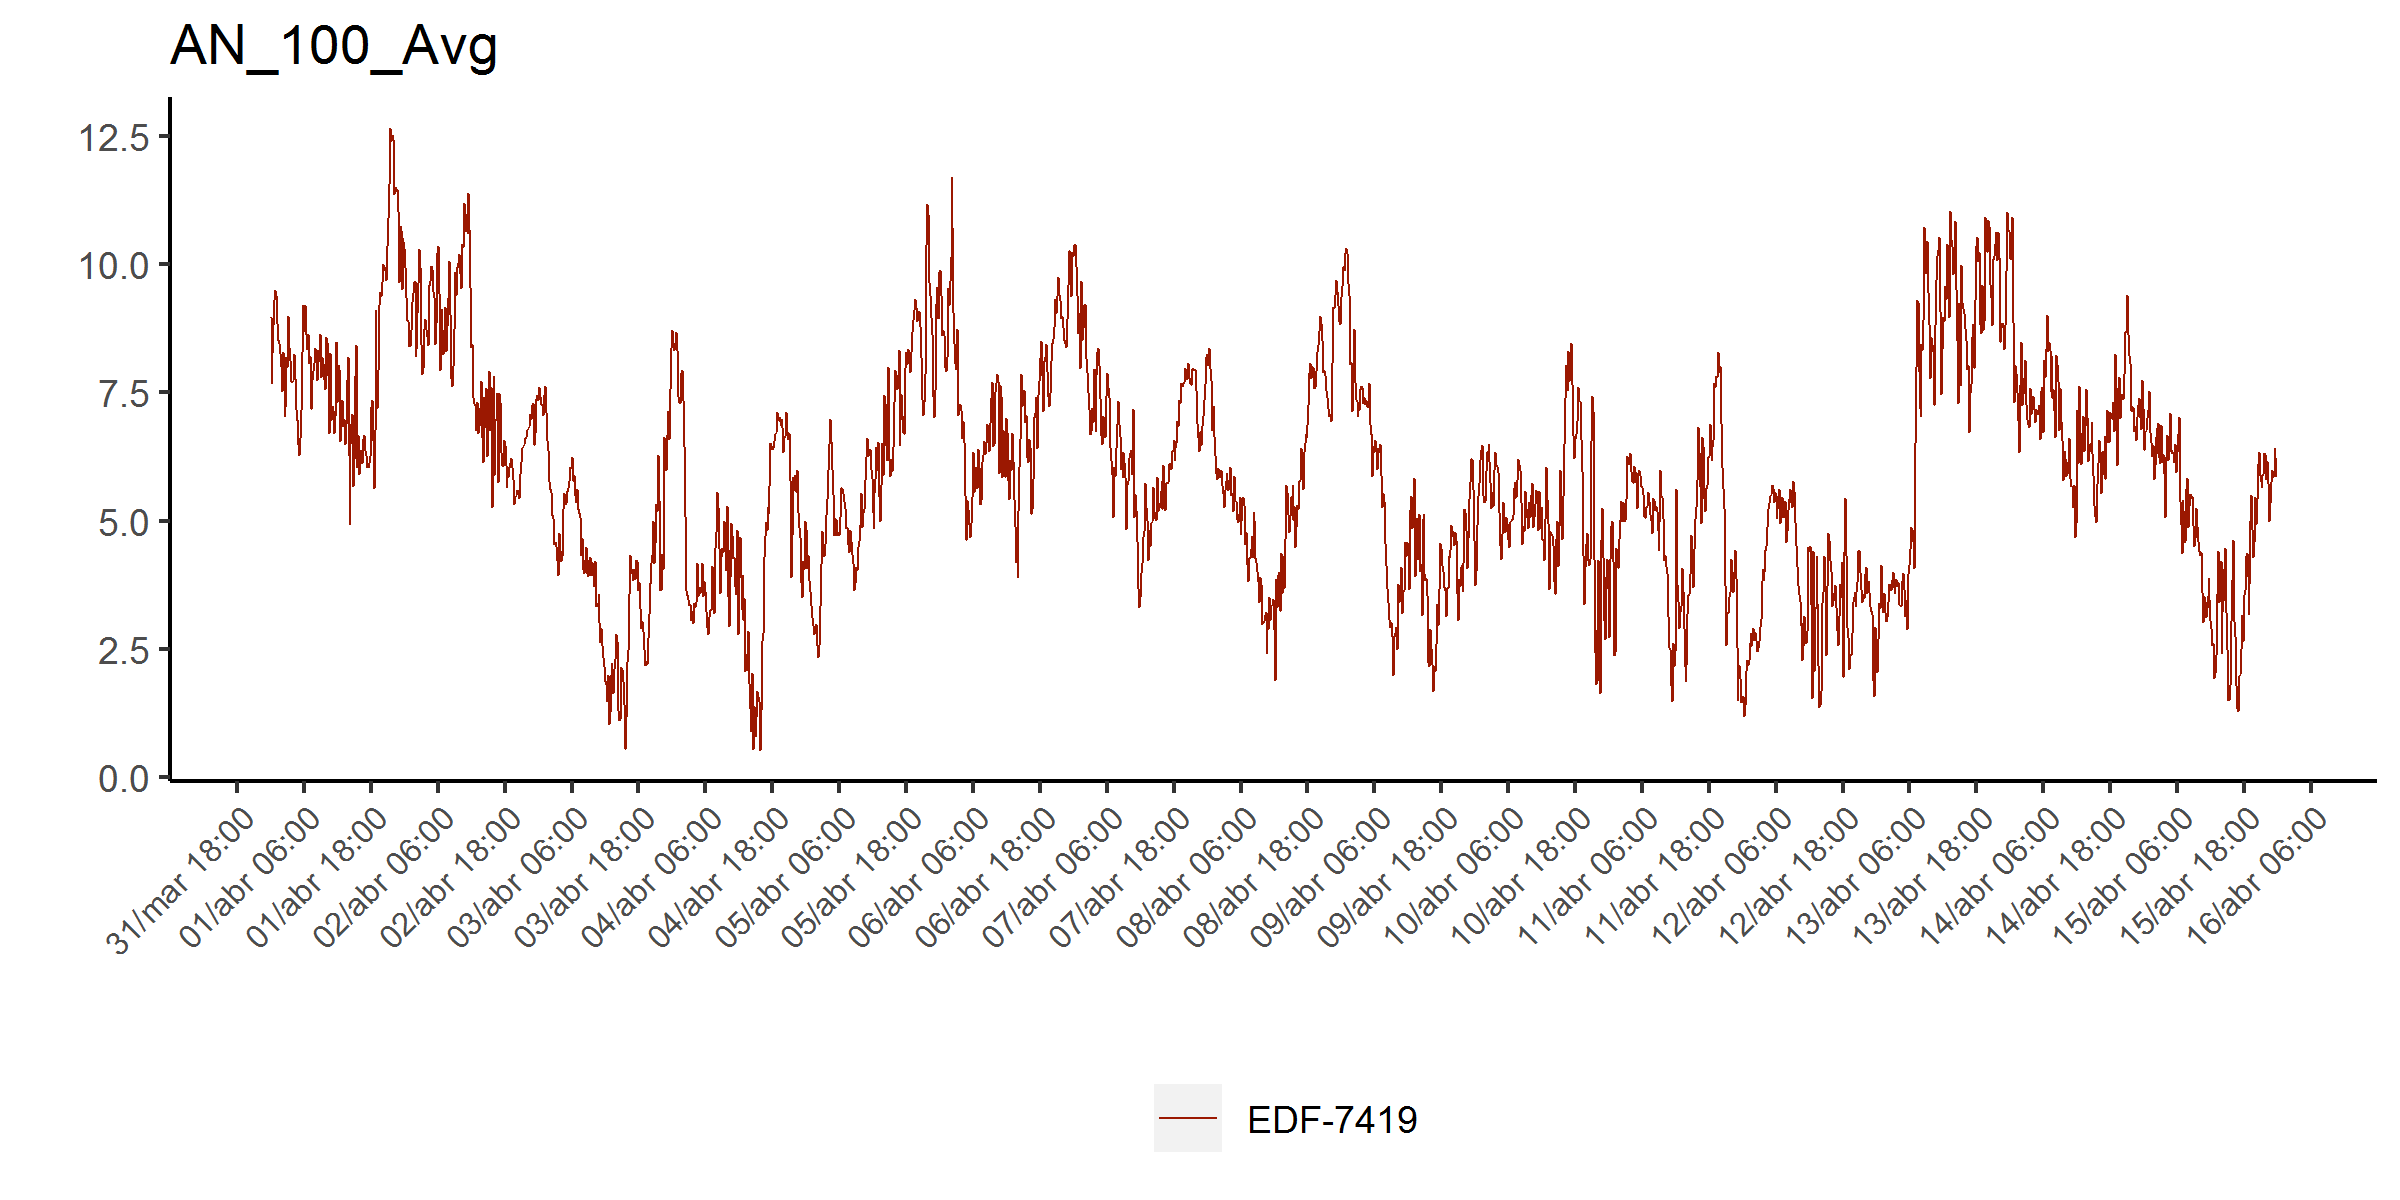 AN_100_Avg
12.5
10.0
7.5
5.0
2.5
0.0
31/mar 18:00
01/abr 06:00
01/abr 18:00
02/abr 06:00
02/abr 18:00
03/abr 06:00
03/abr 18:00
04/abr 06:00
04/abr 18:00
05/abr 06:00
05/abr 18:00
06/abr 06:00
06/abr 18:00
07/abr 06:00
07/abr 18:00
08/abr 06:00
08/abr 18:00
09/abr 06:00
09/abr 18:00
10/abr 06:00
10/abr 18:00
11/abr 06:00
11/abr 18:00
12/abr 06:00
12/abr 18:00
13/abr 06:00
13/abr 18:00
14/abr 06:00
14/abr 18:00
15/abr 06:00
15/abr 18:00
16/abr 06:00
EDF-7419